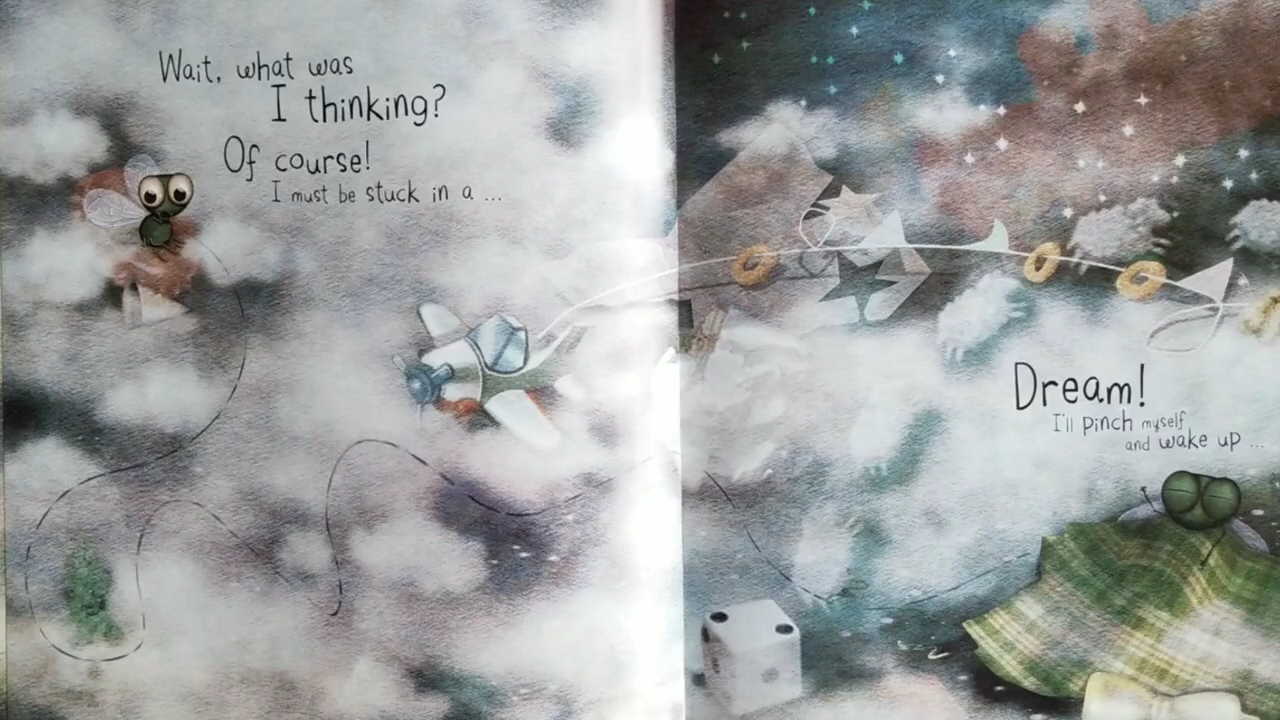 Wait, what was
I thinking?
Of course!
I must be stuck in a ...
Dream!
I'll pinch myself
and wake up ...